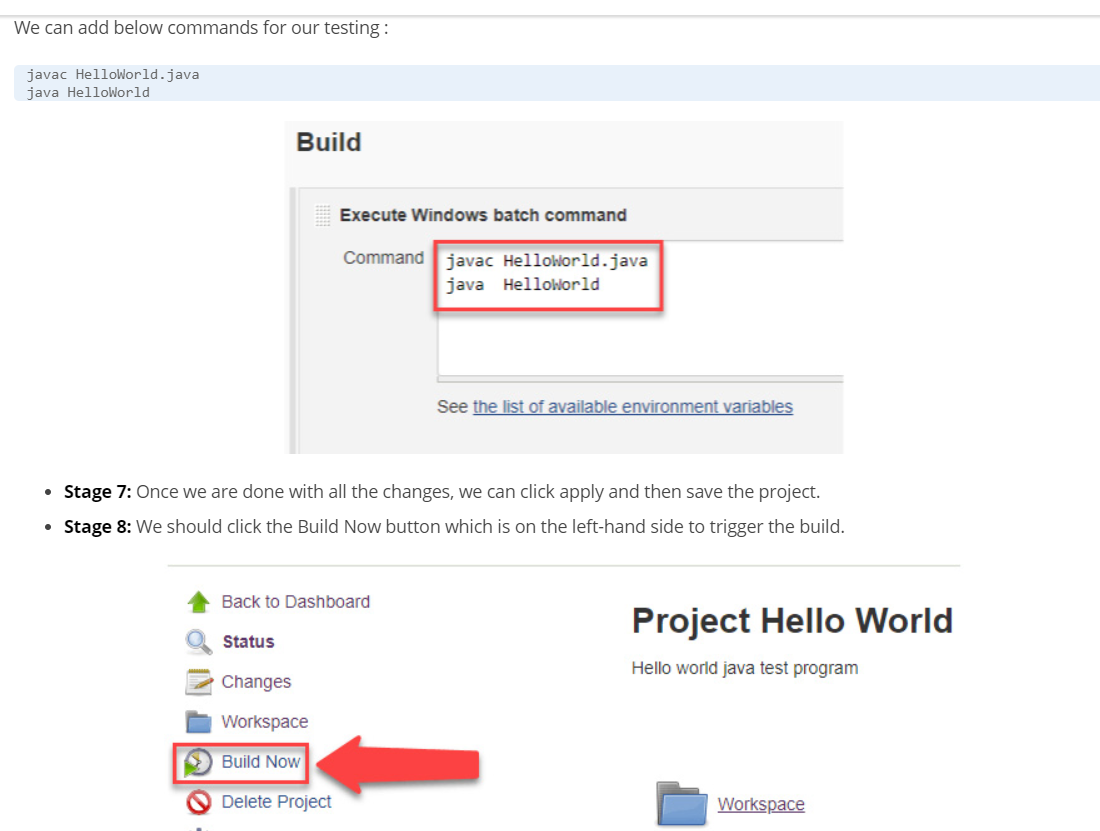 We can add below commands for our testing :
javac HelloWorld.java
java HelloWorld
Build
Execute Windows batch command
Command
javac HelloWorld.java
java  HelloWorld
See the list of available environment variables
Stage 7: Once we are done with all the changes, we can click apply and then save the project.
Stage 8: We should click the Build Now button which is on the left-hand side to trigger the build.
Back to Dashboard
Status
Changes
Workspace
Build Now
Delete Project
Project Hello World
Hello world java test program
Workspace